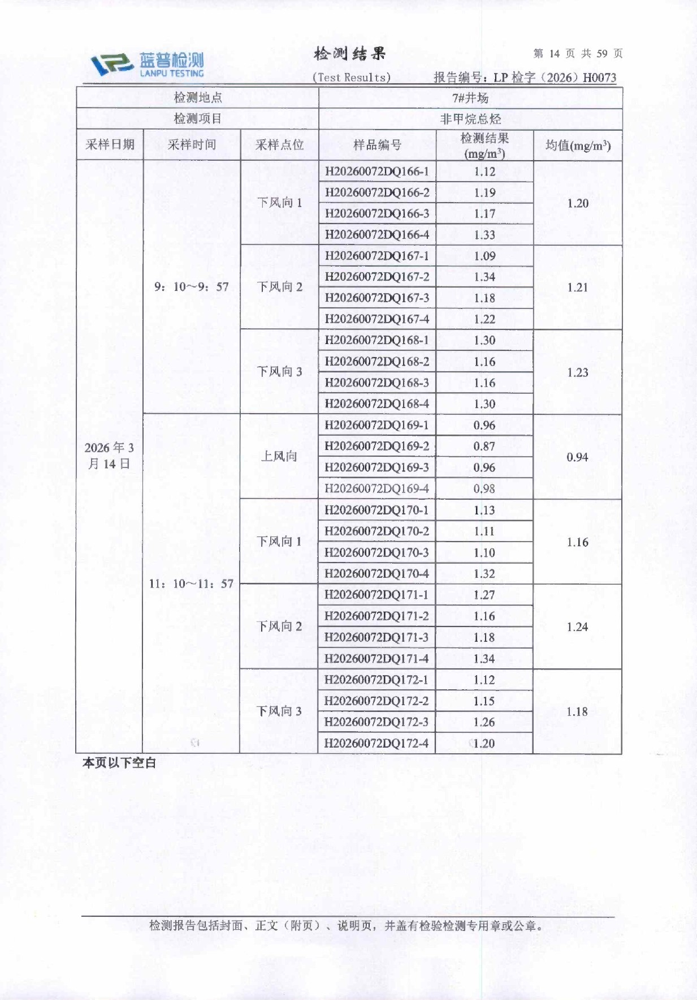 蓝普检测
LANPU TESTING
检测结果
(Test Results)
第 14 页 共 59 页
报告编号：LP 检字（2026）H0073
检测地点 7#井场
检测项目 非甲烷总烃
采样日期 采样时间 采样点位 样品编号 检测结果(mg/m³) 均值(mg/m³)
2026 年 3 月 14 日
9：10～9：57
下风向 1
H20260072DQ166-1 1.12
H20260072DQ166-2 1.19
H20260072DQ166-3 1.17
H20260072DQ166-4 1.33
1.20
下风向 2
H20260072DQ167-1 1.09
H20260072DQ167-2 1.34
H20260072DQ167-3 1.18
H20260072DQ167-4 1.22
1.21
下风向 3
H20260072DQ168-1 1.30
H20260072DQ168-2 1.16
H20260072DQ168-3 1.16
H20260072DQ168-4 1.30
1.23
11：10～11：57
上风向
H20260072DQ169-1 0.96
H20260072DQ169-2 0.87
H20260072DQ169-3 0.96
H20260072DQ169-4 0.98
0.94
下风向 1
H20260072DQ170-1 1.13
H20260072DQ170-2 1.11
H20260072DQ170-3 1.10
H20260072DQ170-4 1.32
1.16
下风向 2
H20260072DQ171-1 1.27
H20260072DQ171-2 1.16
H20260072DQ171-3 1.18
H20260072DQ171-4 1.34
1.24
下风向 3
H20260072DQ172-1 1.12
H20260072DQ172-2 1.15
H20260072DQ172-3 1.26
H20260072DQ172-4 1.20
1.18
本页以下空白
检测报告包括封面、正文（附页）、说明页，并盖有检验检测专用章或公章。